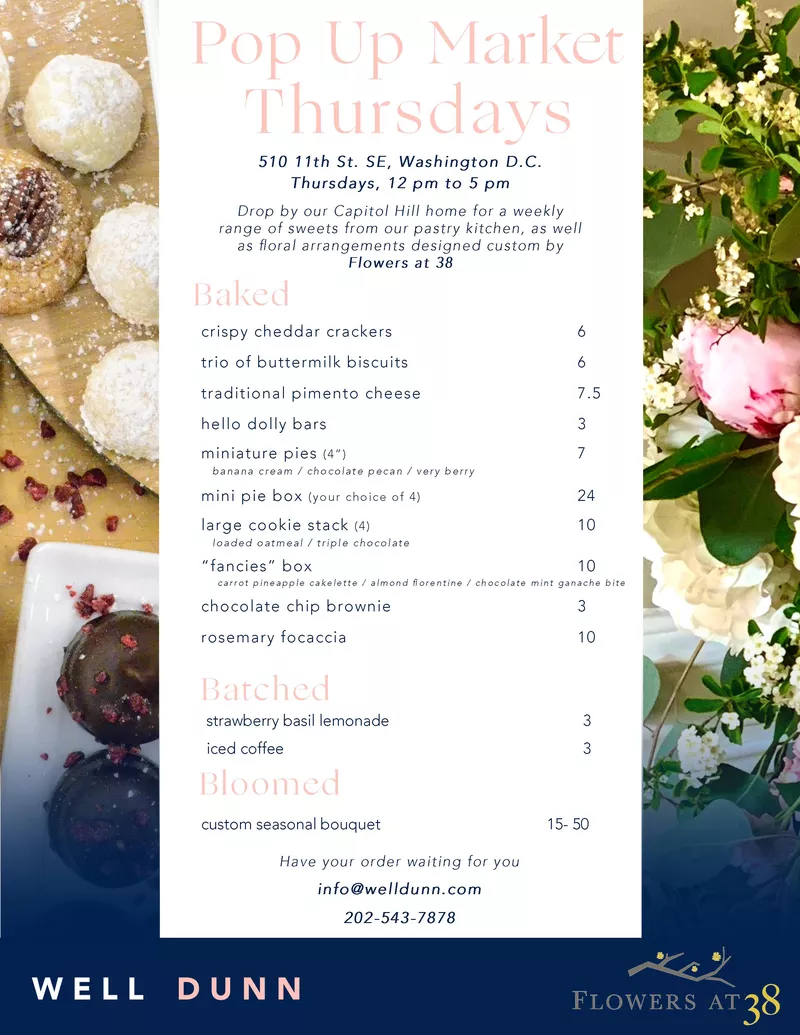 Pop Up Market
Thursdays
510 11th St. SE, Washington D.C.
Thursdays, 12 pm to 5 pm
Drop by our Capitol Hill home for a weekly
range of sweets from our pastry kitchen, as well
as floral arrangements designed custom by
Flowers at 38
Baked
crispy cheddar crackers 6
trio of buttermilk biscuits 6
traditional pimento cheese 7.5
hello dolly bars 3
miniature pies (4”) 7
banana cream / chocolate pecan / very berry
mini pie box (your choice of 4) 24
large cookie stack (4) 10
loaded oatmeal / triple chocolate
“fancies” box 10
carrot pineapple cakelette / almond florentine / chocolate mint ganache bite
chocolate chip brownie 3
rosemary focaccia 10
Batched
strawberry basil lemonade 3
iced coffee 3
Bloomed
custom seasonal bouquet 15- 50
Have your order waiting for you
info@welldunn.com
202-543-7878
WELL DUNN
FLOWERS AT 38